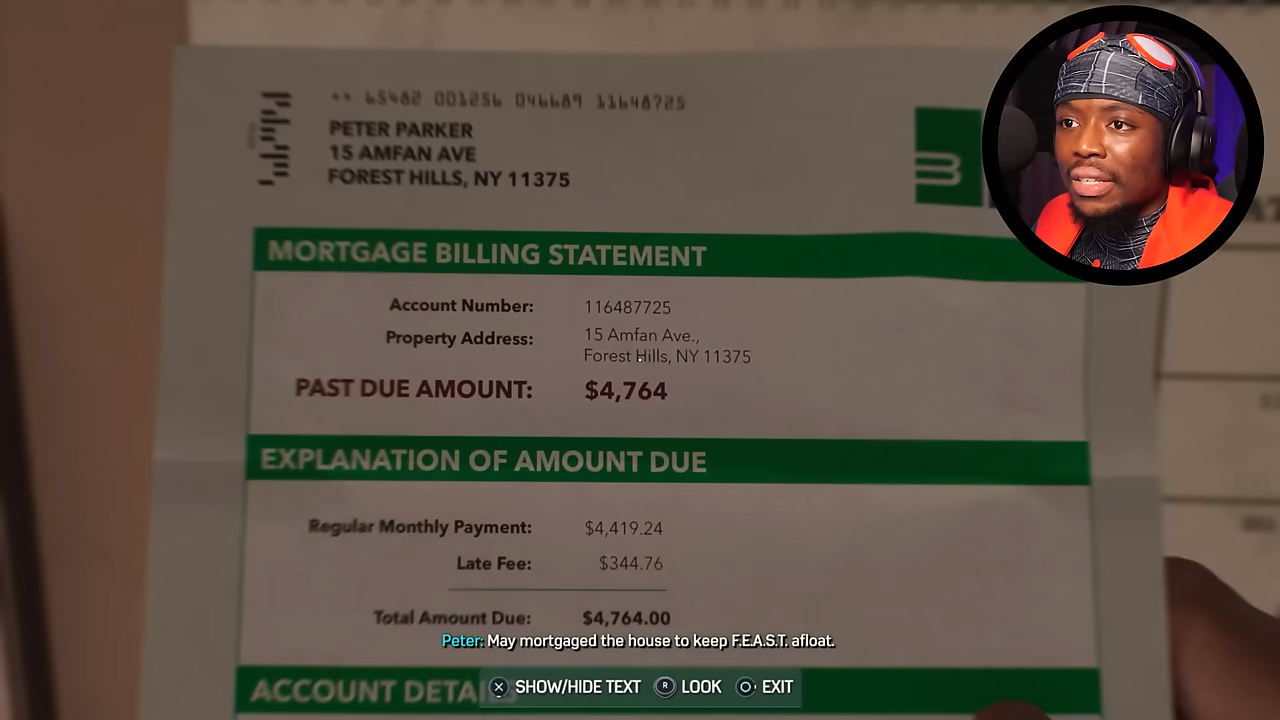 65482 001256 046689 11648725
PETER PARKER
15 AMFAN AVE
FOREST HILLS, NY 11375
MORTGAGE BILLING STATEMENT
Account Number: 116487725
Property Address: 15 Amfan Ave.,
Forest Hills, NY 11375
PAST DUE AMOUNT: $4,764
EXPLANATION OF AMOUNT DUE
Regular Monthly Payment: $4,419.24
Late Fee: $344.76
Total Amount Due: $4,764.00
Peter: May mortgaged the house to keep F.E.A.S.T. afloat.
ACCOUNT DETA
SHOW/HIDE TEXT R LOOK EXIT